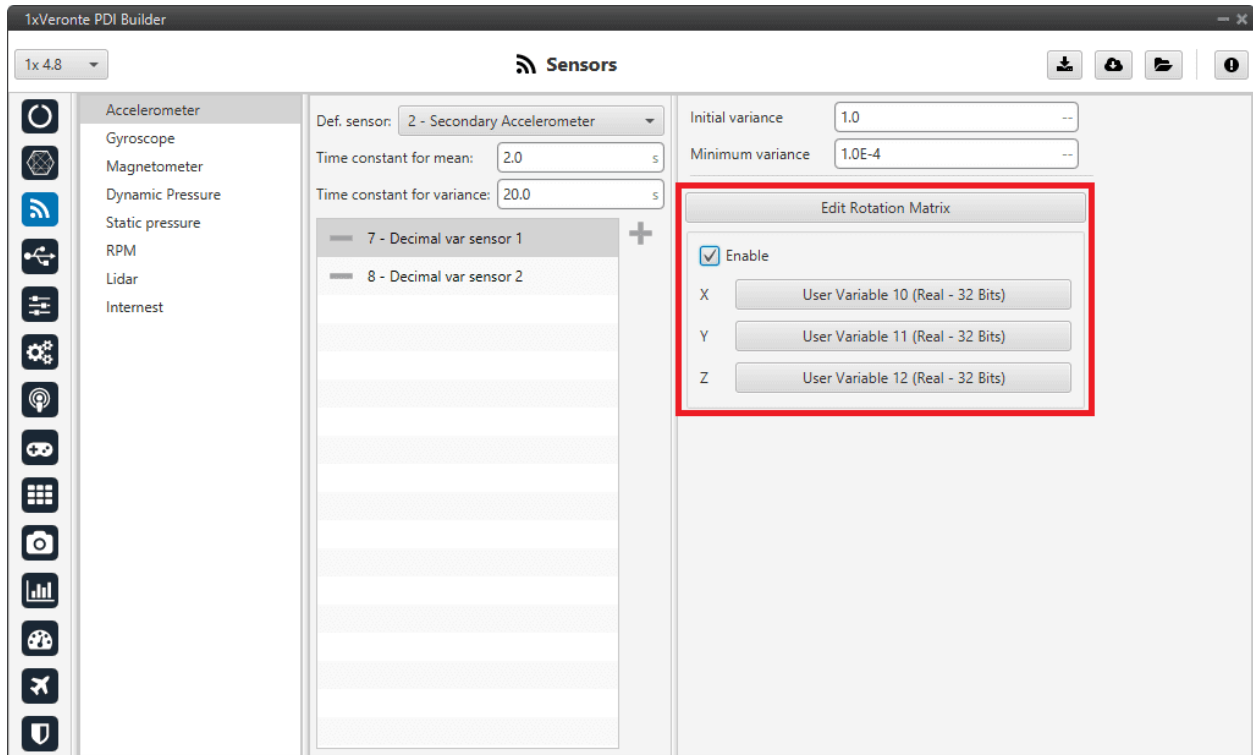 1xVeronte PDI Builder
1x 4.8
Sensors
Accelerometer
Gyroscope
Magnetometer
Dynamic Pressure
Static pressure
RPM
Lidar
Internest
Def. sensor: 2 - Secondary Accelerometer
Time constant for mean: 2.0 s
Time constant for variance: 20.0 s
7 - Decimal var sensor 1
8 - Decimal var sensor 2
Initial variance 1.0 --
Minimum variance 1.0E-4 --
Edit Rotation Matrix
Enable
X User Variable 10 (Real - 32 Bits)
Y User Variable 11 (Real - 32 Bits)
Z User Variable 12 (Real - 32 Bits)